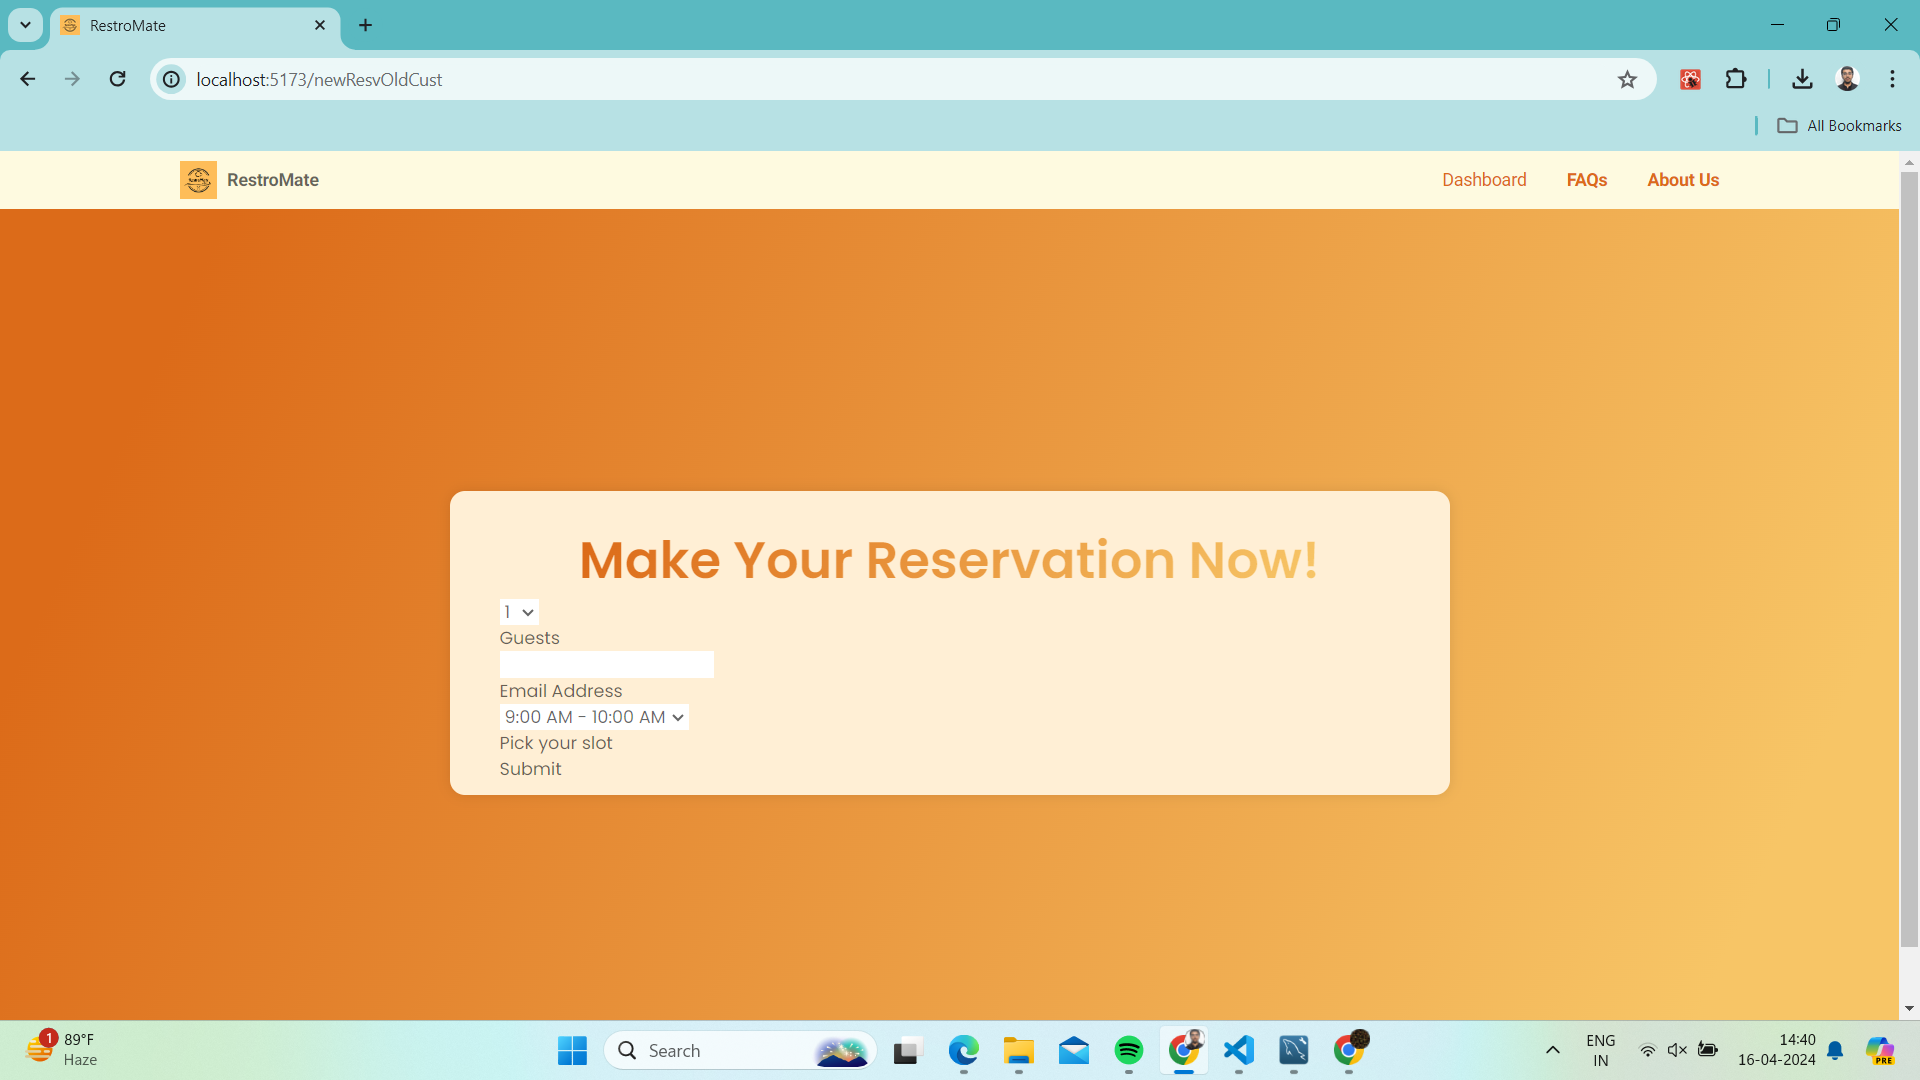 RestroMate
localhost:5173/newResvOldCust
All Bookmarks
RestroMate
Dashboard
FAQs
About Us
Make Your Reservation Now!
1
Guests
Email Address
9:00 AM - 10:00 AM
Pick your slot
Submit
1
89°F
Haze
Search
ENG
IN
14:40
16-04-2024
PRE